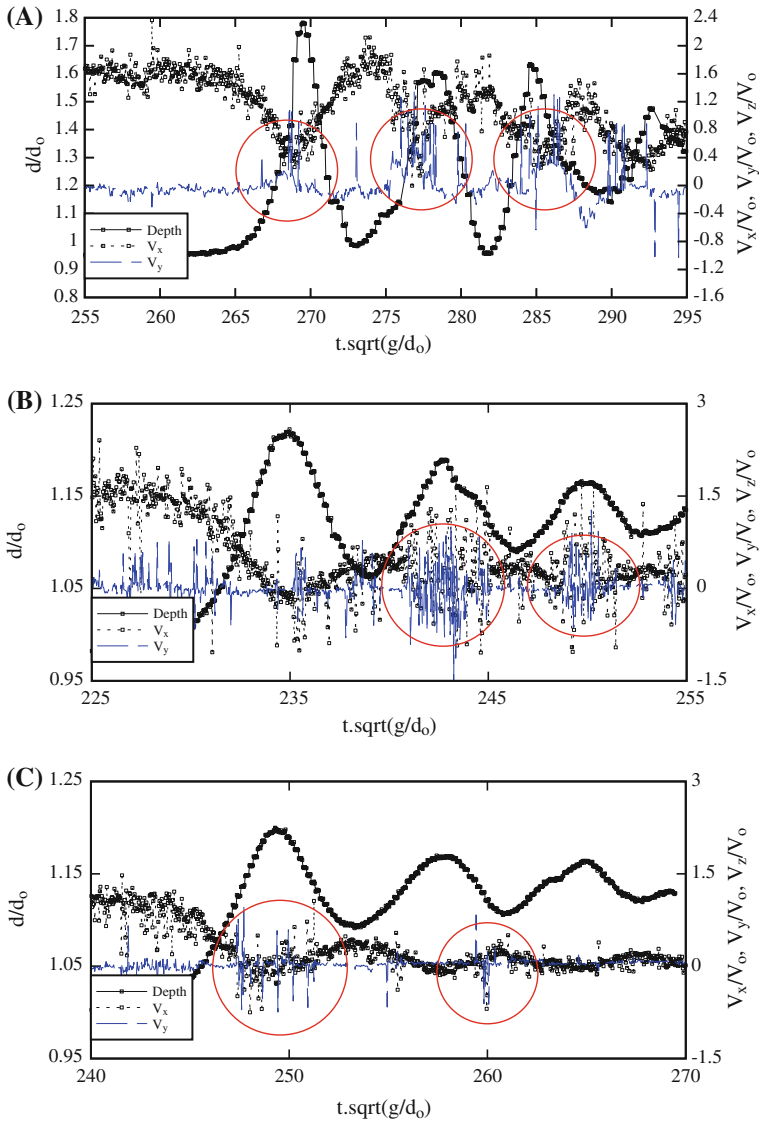 (A)
1.8
1.7
1.6
1.5
1.4
1.3
1.2
1.1
1
0.9
0.8
d/do
2.4
2
1.6
1.2
0.8
0.4
0
-0.4
-0.8
-1.2
-1.6
Vx/Vo, Vy/Vo, Vz/Vo
Depth
Vx
Vy
255 260 265 270 275 280 285 290 295
t.sqrt(g/do)
(B)
1.25
1.15
1.05
0.95
d/do
3
1.5
0
-1.5
Vx/Vo, Vy/Vo, Vz/Vo
Depth
Vx
Vy
225 235 245 255
t.sqrt(g/do)
(C)
1.25
1.15
1.05
0.95
d/do
3
1.5
0
-1.5
Vx/Vo, Vy/Vo, Vz/Vo
Depth
Vx
Vy
240 250 260 270
t.sqrt(g/do)